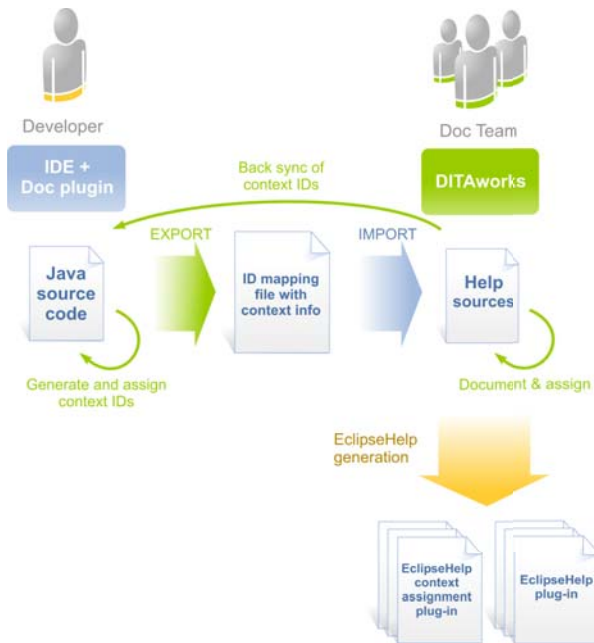 Developer
Doc Team
IDE +
Doc plugin
DITAworks
Back sync of
context IDs
EXPORT
IMPORT
Java
source
code
ID mapping
file with
context info
Help
sources
Generate and assign
context IDs
Document & assign
EclipseHelp
generation
EclipseHelp
context
assignment
plug-in
EclipseHelp
plug-in